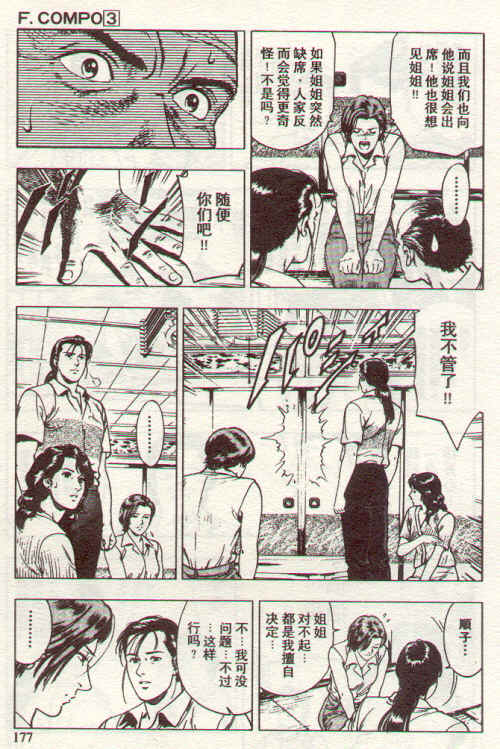 F. COMPO 3
而且我们也向
他说姐姐会出
席！他也很想
见姐姐!!
如果姐姐突然
缺席，人家反
而会觉得更奇
怪！不是吗？
…………
随便
你们吧!!
我不管了!!
…………
順子…
姐姐
对不起…
都是我擅自
决定…
不…我可没
问题…不过
…这样
行吗？
…………
177